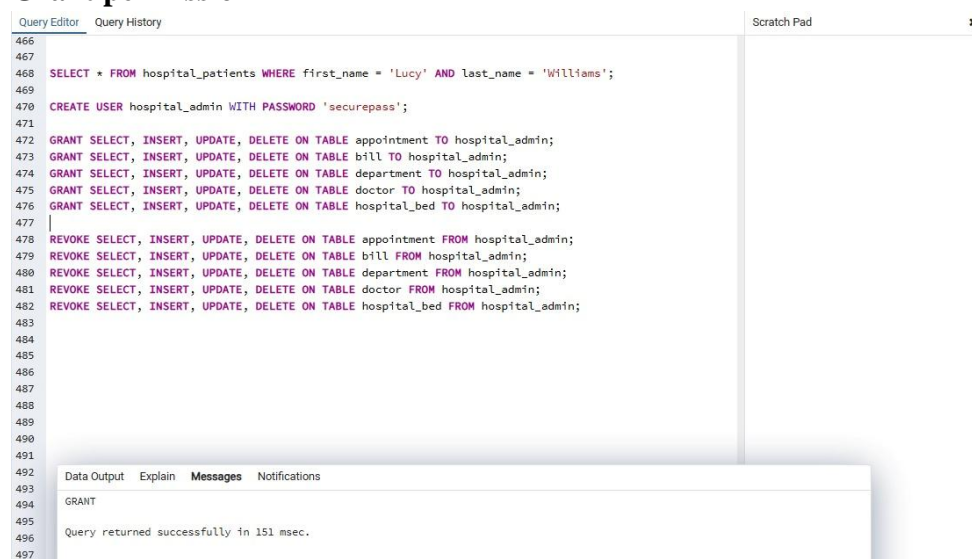 Query Editor Query History
Scratch Pad
466
467
468 SELECT * FROM hospital_patients WHERE first_name = 'Lucy' AND last_name = 'Williams';
469
470 CREATE USER hospital_admin WITH PASSWORD 'securepass';
471
472 GRANT SELECT, INSERT, UPDATE, DELETE ON TABLE appointment TO hospital_admin;
473 GRANT SELECT, INSERT, UPDATE, DELETE ON TABLE bill TO hospital_admin;
474 GRANT SELECT, INSERT, UPDATE, DELETE ON TABLE department TO hospital_admin;
475 GRANT SELECT, INSERT, UPDATE, DELETE ON TABLE doctor TO hospital_admin;
476 GRANT SELECT, INSERT, UPDATE, DELETE ON TABLE hospital_bed TO hospital_admin;
477
478 REVOKE SELECT, INSERT, UPDATE, DELETE ON TABLE appointment FROM hospital_admin;
479 REVOKE SELECT, INSERT, UPDATE, DELETE ON TABLE bill FROM hospital_admin;
480 REVOKE SELECT, INSERT, UPDATE, DELETE ON TABLE department FROM hospital_admin;
481 REVOKE SELECT, INSERT, UPDATE, DELETE ON TABLE doctor FROM hospital_admin;
482 REVOKE SELECT, INSERT, UPDATE, DELETE ON TABLE hospital_bed FROM hospital_admin;
483
484
485
486
487
488
489
490
491
492
493
494
495
496
497
Data Output Explain Messages Notifications
GRANT
Query returned successfully in 151 msec.